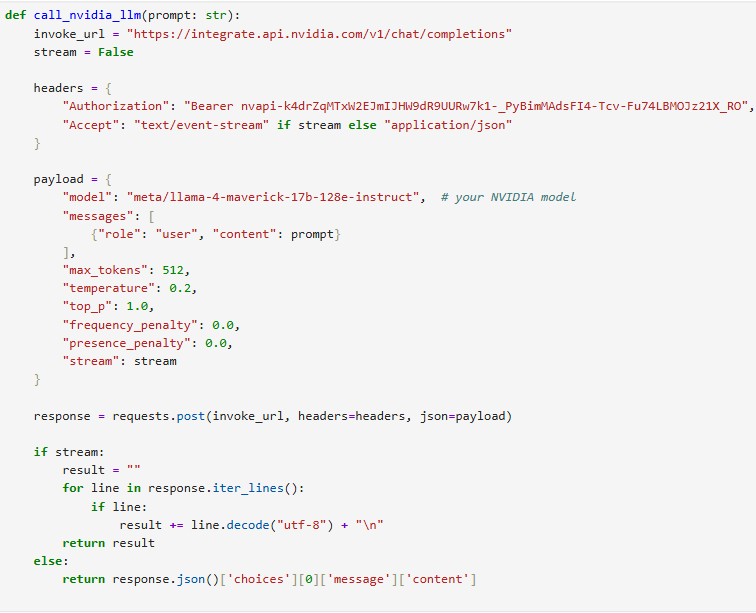 def call_nvidia_llm(prompt: str):
    invoke_url = "https://integrate.api.nvidia.com/v1/chat/completions"
    stream = False
    headers = {
        "Authorization": "Bearer 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",
        "Accept": "text/event-stream" if stream else "application/json"
    }
    payload = {
        "model": "meta/llama-4-maverick-17b-128e-instruct",  # your NVIDIA model
        "messages": [
            {"role": "user", "content": prompt}
        ],
        "max_tokens": 512,
        "temperature": 0.2,
        "top_p": 1.0,
        "frequency_penalty": 0.0,
        "presence_penalty": 0.0,
        "stream": stream
    }
    response = requests.post(invoke_url, headers=headers, json=payload)
    if stream:
        result = ""
        for line in response.iter_lines():
            if line:
                result += line.decode("utf-8") + "\n"
        return result
    else:
        return response.json()['choices'][0]['message']['content']